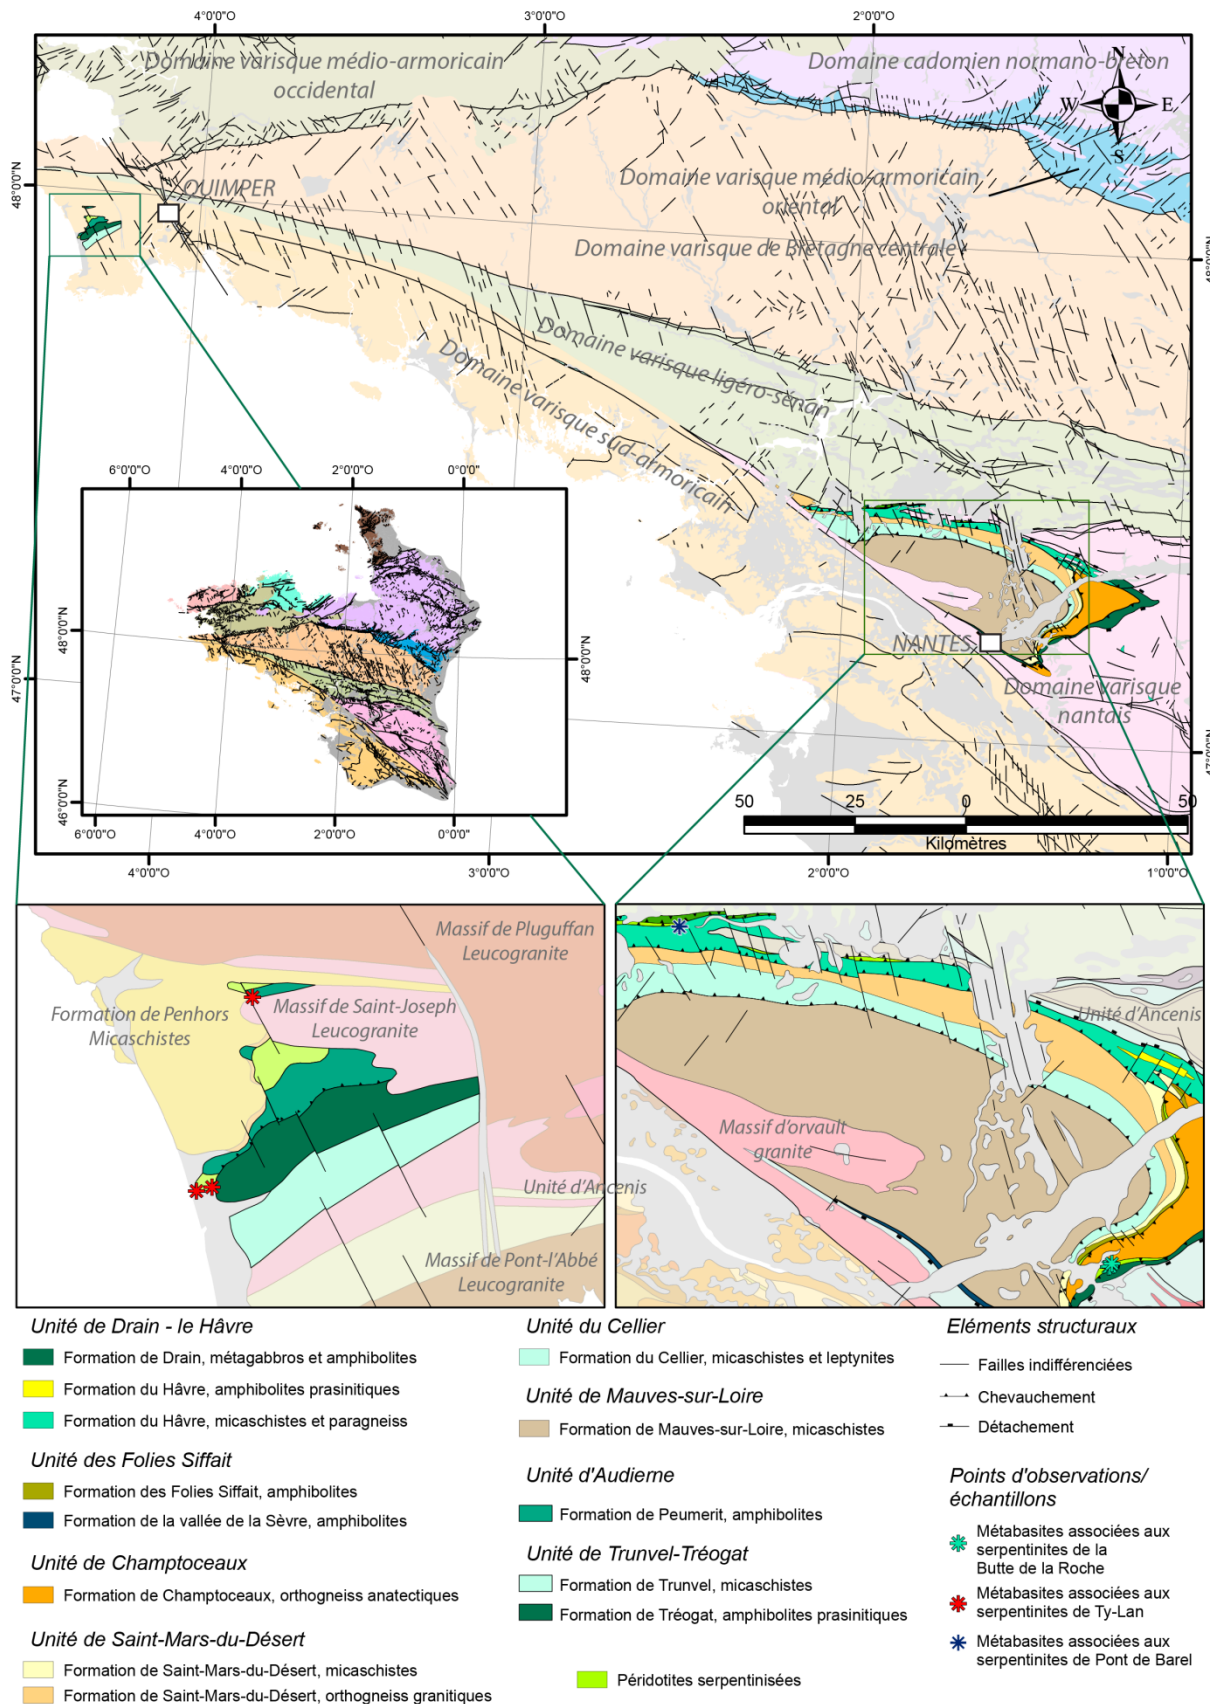 4°0'0"O
3°0'0"O
2°0'0"O
Domaine varisque médio-armoricain
occidental
Domaine cadomien normano-breton
N
W
E
S
48°0'0"N
QUIMPER
Domaine varisque médio-armoricain
oriental
Domaine varisque de Bretagne centrale
48°0'0"N
Domaine varisque ligéro-sénan
Domaine varisque sud-armoricain
6°0'0"O
4°0'0"O
2°0'0"O
0°0'0"
48°0'0"N
48°0'0"N
47°0'0"N
46°0'0"N
6°0'0"O
4°0'0"O
2°0'0"O
0°0'0"
NANTES
Domaine varisque
nantais
47°0'0"N
50
25
0
50
Kilomètres
4°0'0"O
3°0'0"O
2°0'0"O
1°0'0"O
Massif de Pluguffan
Leucogranite
Formation de Penhors
Micaschistes
Massif de Saint-Joseph
Leucogranite
Unité d'Ancenis
Massif de Pont-l'Abbé
Leucogranite
Unité d'Ancenis
Massif d'orvault
granite
Unité de Drain - le Hâvre
Formation de Drain, métagabbros et amphibolites
Formation du Hâvre, amphibolites prasinitiques
Formation du Hâvre, micaschistes et paragneiss
Unité des Folies Siffait
Formation des Folies Siffait, amphibolites
Formation de la vallée de la Sèvre, amphibolites
Unité de Champtoceaux
Formation de Champtoceaux, orthogneiss anatectiques
Unité de Saint-Mars-du-Désert
Formation de Saint-Mars-du-Désert, micaschistes
Formation de Saint-Mars-du-Désert, orthogneiss granitiques
Unité du Cellier
Formation du Cellier, micaschistes et leptynites
Unité de Mauves-sur-Loire
Formation de Mauves-sur-Loire, micaschistes
Unité d'Audierne
Formation de Peumerit, amphibolites
Unité de Trunvel-Tréogat
Formation de Trunvel, micaschistes
Formation de Tréogat, amphibolites prasinitiques
Péridotites serpentinisées
Eléments structuraux
Failles indifférenciées
Chevauchement
Détachement
Points d'observations/
échantillons
Métabasites associées aux
serpentinites de la
Butte de la Roche
Métabasites associées aux
serpentinites de Ty-Lan
Métabasites associées aux
serpentinites de Pont de Barel